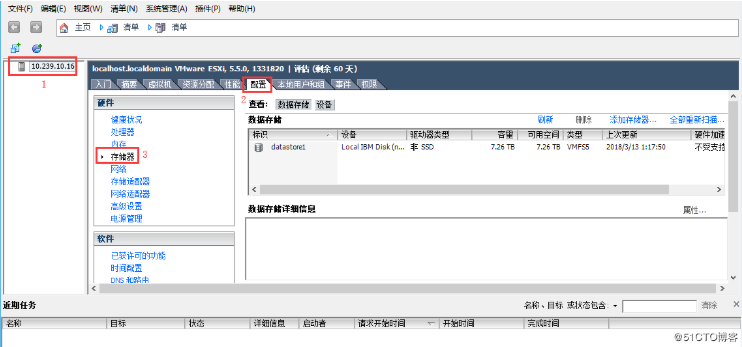 文件(F) 编辑(E) 视图(W) 清单(N) 系统管理(A) 插件(P) 帮助(H)
主页 清单 清单
10.239.10.16
1
localhost.localdomain VMware ESXi, 5.5.0, 1331820 | 评估 (剩余 60 天)
入门 摘要 虚拟机 资源分配 性能 配置 本地用户和组 事件 权限
2
硬件
健康状况
处理器
内存
存储器
3
网络
存储适配器
网络适配器
高级设置
电源管理
软件
已获许可的功能
时间配置
DNS 和路由
查看: 数据存储 设备
数据存储 刷新 删除 添加存储器... 全部重新扫描...
标识 设备 驱动器类型 容量 可用空间 类型 上次更新 硬件加速
datastore1 Local IBM Disk (n... 非 SSD 7.26 TB 7.26 TB VMFS5 2018/3/13 1:17:50 不受支持
数据存储详细信息 属性...
近期任务 名称、目标 或状态包含: 清除
名称 目标 状态 详细信息 启动者 请求开始时间 开始时间 完成时间
@51CTO博客